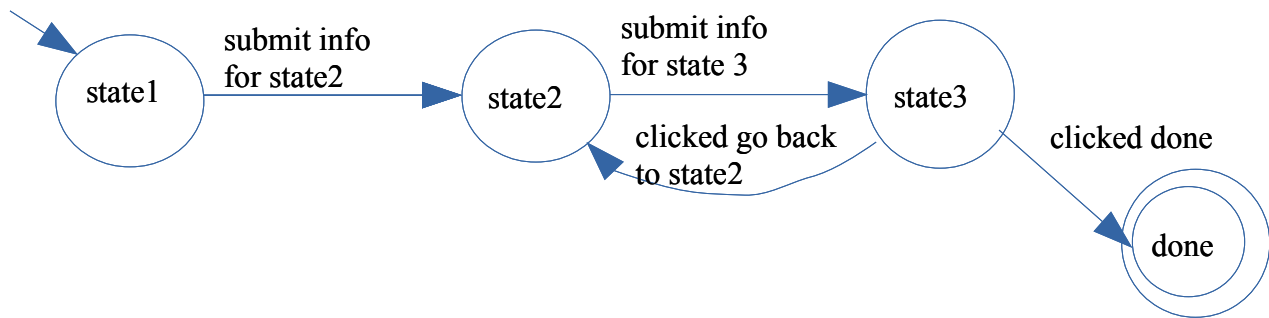 state1
submit info
for state2
state2
submit info
for state 3
clicked go back
to state2
state3
clicked done
done